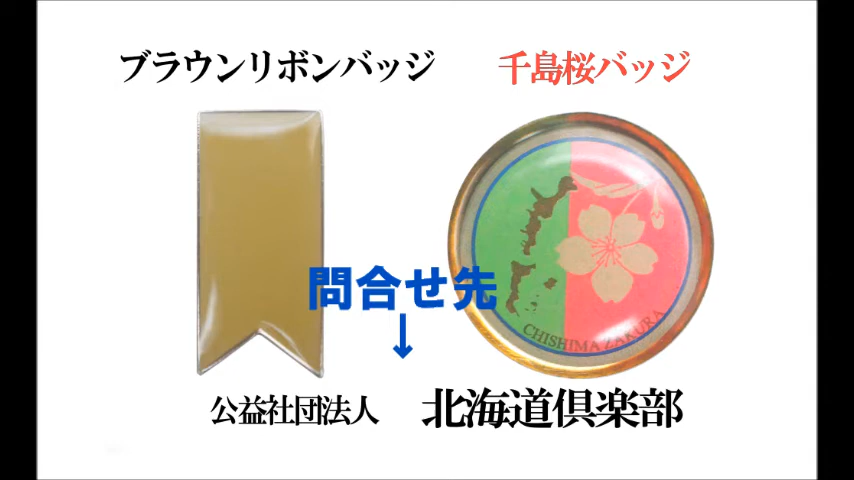 ブラウンリボンバッジ
千島桜バッジ
CHISHIMA ZAKURA
問合せ先
↓
公益社団法人 北海道倶楽部